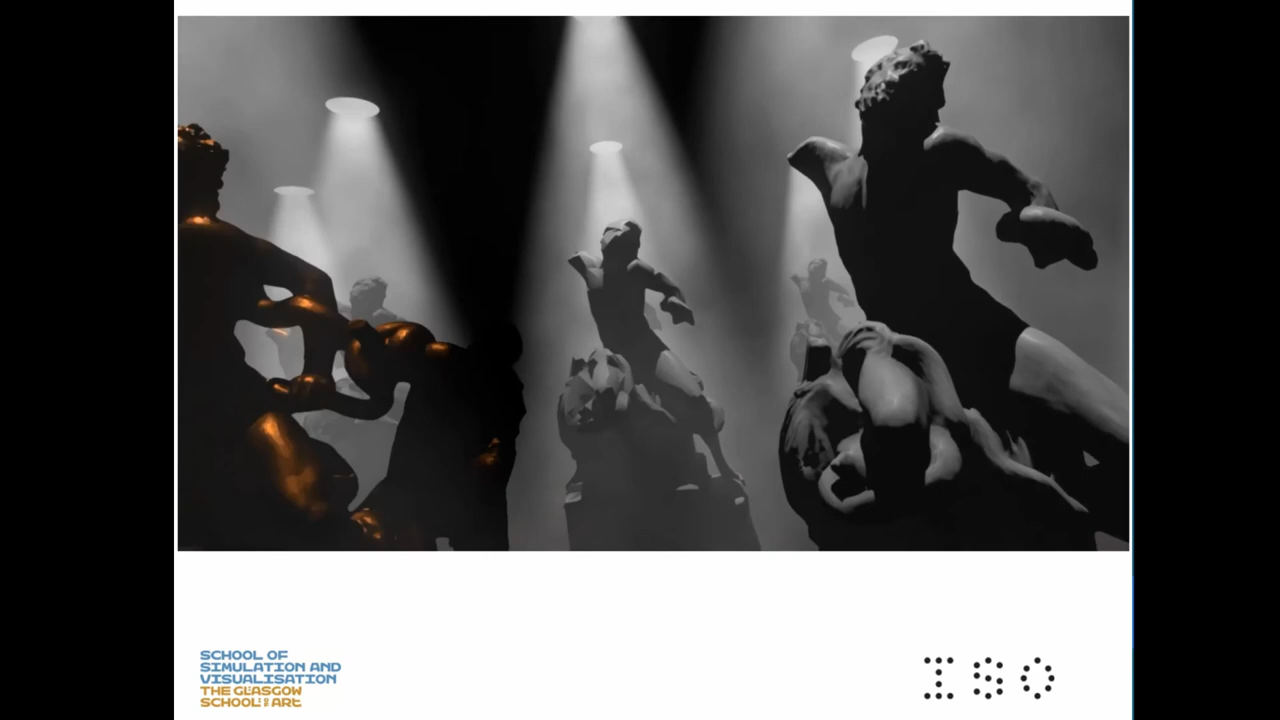 SCHOOL OF
SIMULATION AND
VISUALISATION
THE GLASGOW
SCHOOL OF ART
ISO